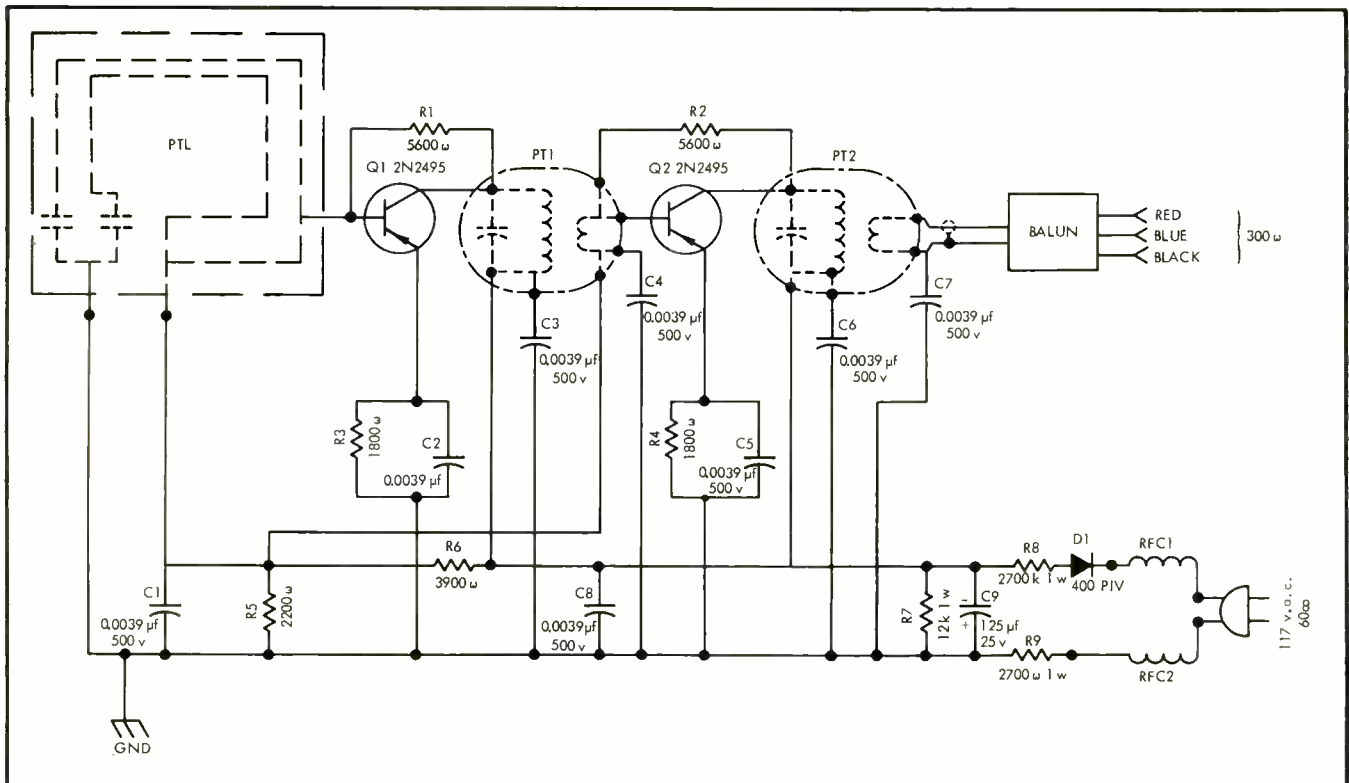 PTL
R1
5600 ω
Q1 2N2495
PT1
R2
5600 ω
Q2 2N2495
PT2
BALUN
RED
BLUE
BLACK
300 ω
C3
0.0039 µf
500 v
C4
0.0039 µf
500 v
C6
0.0039 µf
500 v
C7
0.0039 µf
500 v
R3
1800 ω
C2
0.0039 µf
R4
1800 ω
C5
0.0039 µf
500 v
C1
0.0039 µf
500 v
R5
2200 ω
R6
3900 ω
C8
0.0039 µf
500 v
R7
12k 1w
C9
-
+
125 µf
25 v
R8
2700 k 1 w
D1
400 PIV
RFC1
R9
2700 ω 1 w
RFC2
117 v.a.c.
60
GND